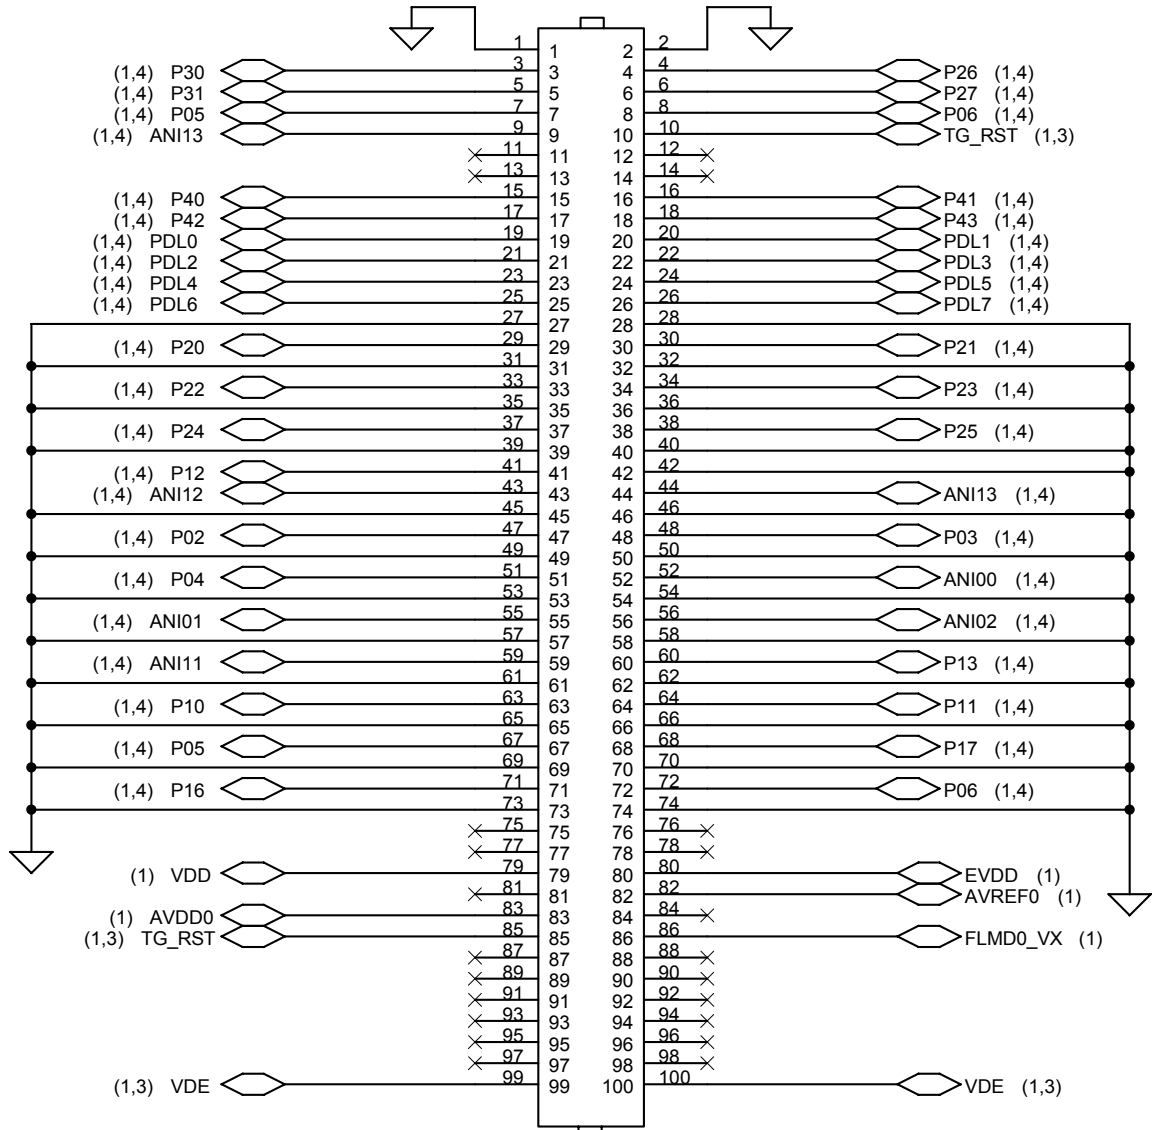 1 1 2 2
(1,4) P30 3 3 4 4 P26 (1,4)
(1,4) P31 5 5 6 6 P27 (1,4)
(1,4) P05 7 7 8 8 P06 (1,4)
(1,4) ANI13 9 9 10 10 TG_RST (1,3)
11 11 12 12
13 13 14 14
(1,4) P40 15 15 16 16 P41 (1,4)
(1,4) P42 17 17 18 18 P43 (1,4)
(1,4) PDL0 19 19 20 20 PDL1 (1,4)
(1,4) PDL2 21 21 22 22 PDL3 (1,4)
(1,4) PDL4 23 23 24 24 PDL5 (1,4)
(1,4) PDL6 25 25 26 26 PDL7 (1,4)
27 27 28 28
(1,4) P20 29 29 30 30 P21 (1,4)
31 31 32 32
(1,4) P22 33 33 34 34 P23 (1,4)
35 35 36 36
(1,4) P24 37 37 38 38 P25 (1,4)
39 39 40 40
(1,4) P12 41 41 42 42
(1,4) ANI12 43 43 44 44 ANI13 (1,4)
45 45 46 46
(1,4) P02 47 47 48 48 P03 (1,4)
49 49 50 50
(1,4) P04 51 51 52 52 ANI00 (1,4)
53 53 54 54
(1,4) ANI01 55 55 56 56 ANI02 (1,4)
57 57 58 58
(1,4) ANI11 59 59 60 60 P13 (1,4)
61 61 62 62
(1,4) P10 63 63 64 64 P11 (1,4)
65 65 66 66
(1,4) P05 67 67 68 68 P17 (1,4)
69 69 70 70
(1,4) P16 71 71 72 72 P06 (1,4)
73 73 74 74
75 75 76 76
77 77 78 78
(1) VDD 79 79 80 80 EVDD (1)
81 81 82 82 AVREF0 (1)
(1) AVDD0 83 83 84 84
(1,3) TG_RST 85 85 86 86 FLMD0_VX (1)
87 87 88 88
89 89 90 90
91 91 92 92
93 93 94 94
95 95 96 96
97 97 98 98
(1,3) VDE 99 99 100 100 VDE (1,3)